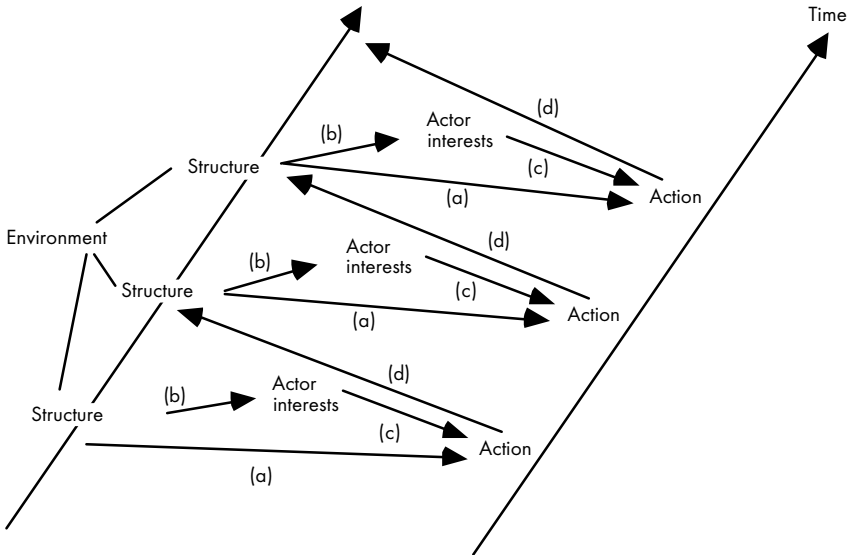 Time
(d)
Actor
interests
(b)
(c)
Structure
(a)
Action
Environment
(d)
Actor
interests
(b)
(c)
Structure
(a)
Action
(d)
Actor
interests
(b)
Structure
(c)
Action
(a)